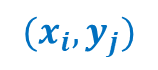 (xᵢ, yⱼ)